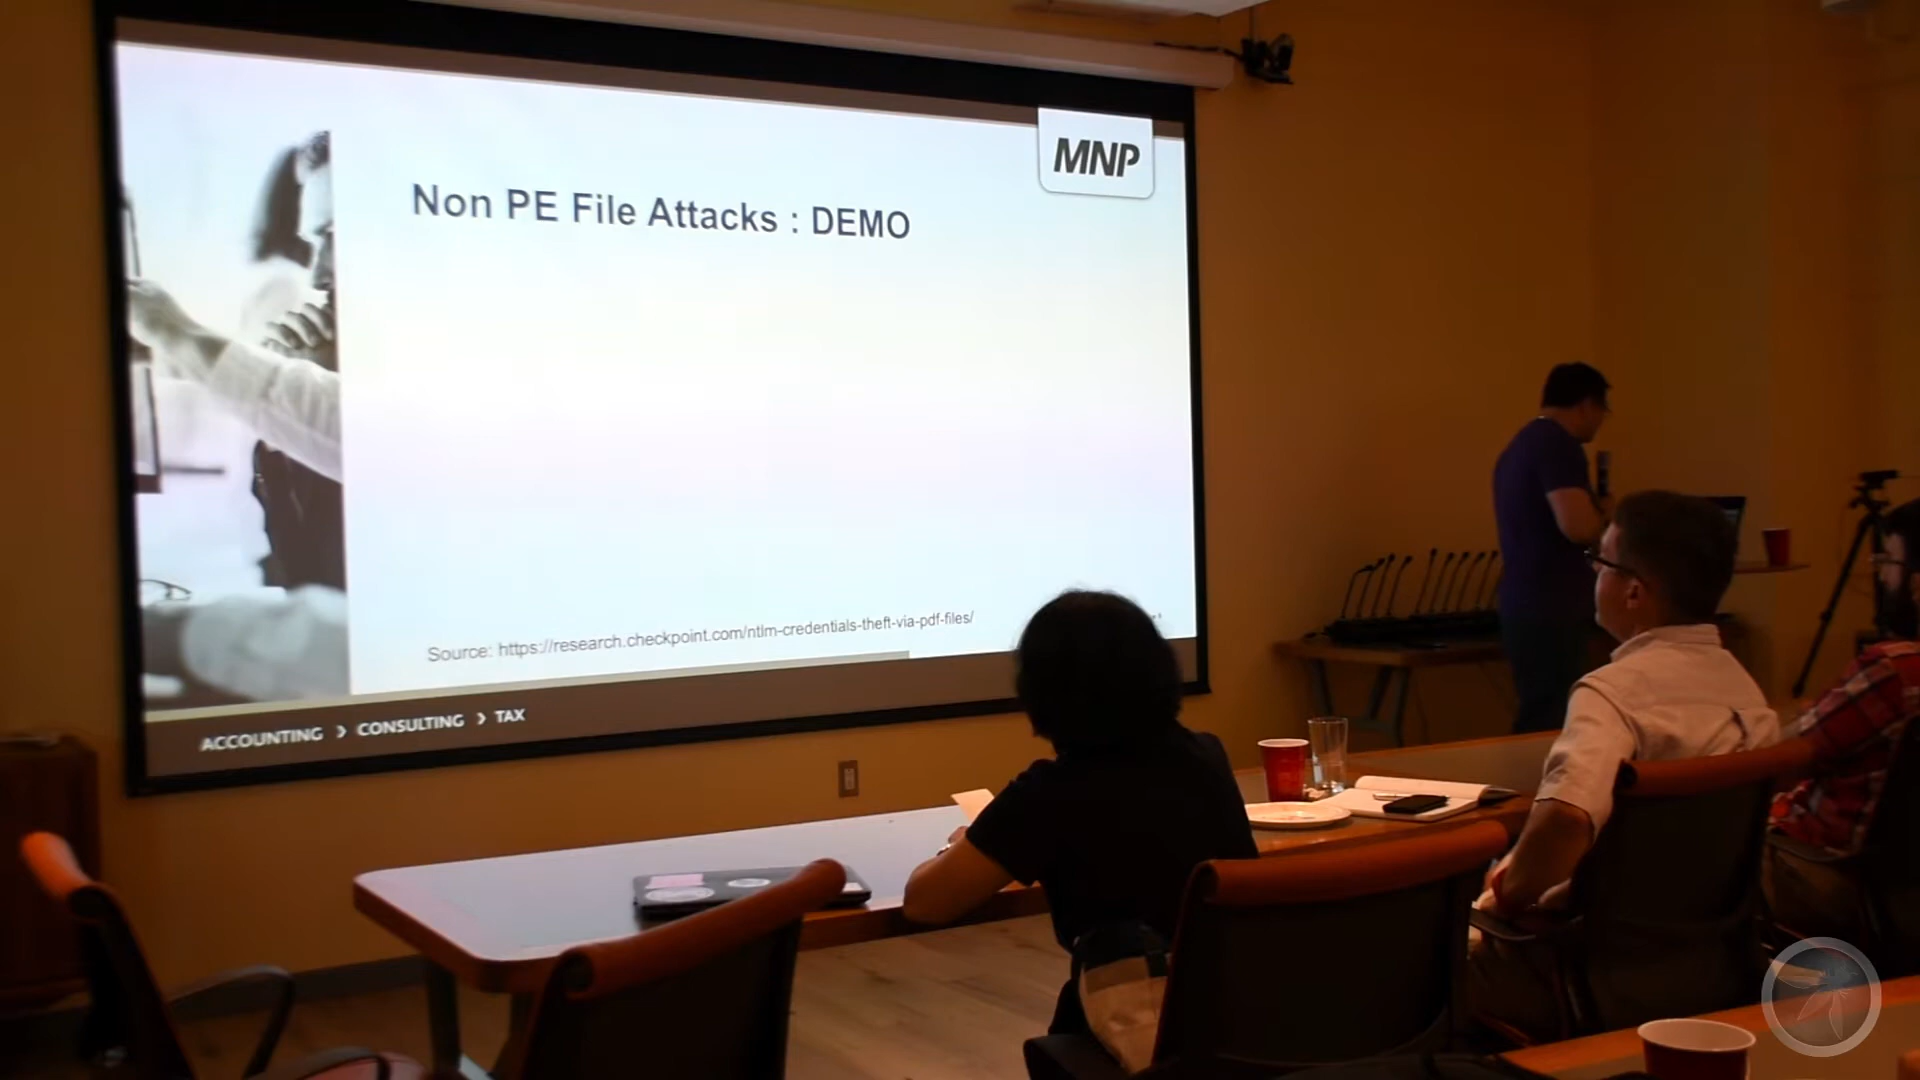 MNP
Non PE File Attacks : DEMO
Source: https://research.checkpoint.com/ntlm-credentials-theft-via-pdf-files/
ACCOUNTING > CONSULTING > TAX